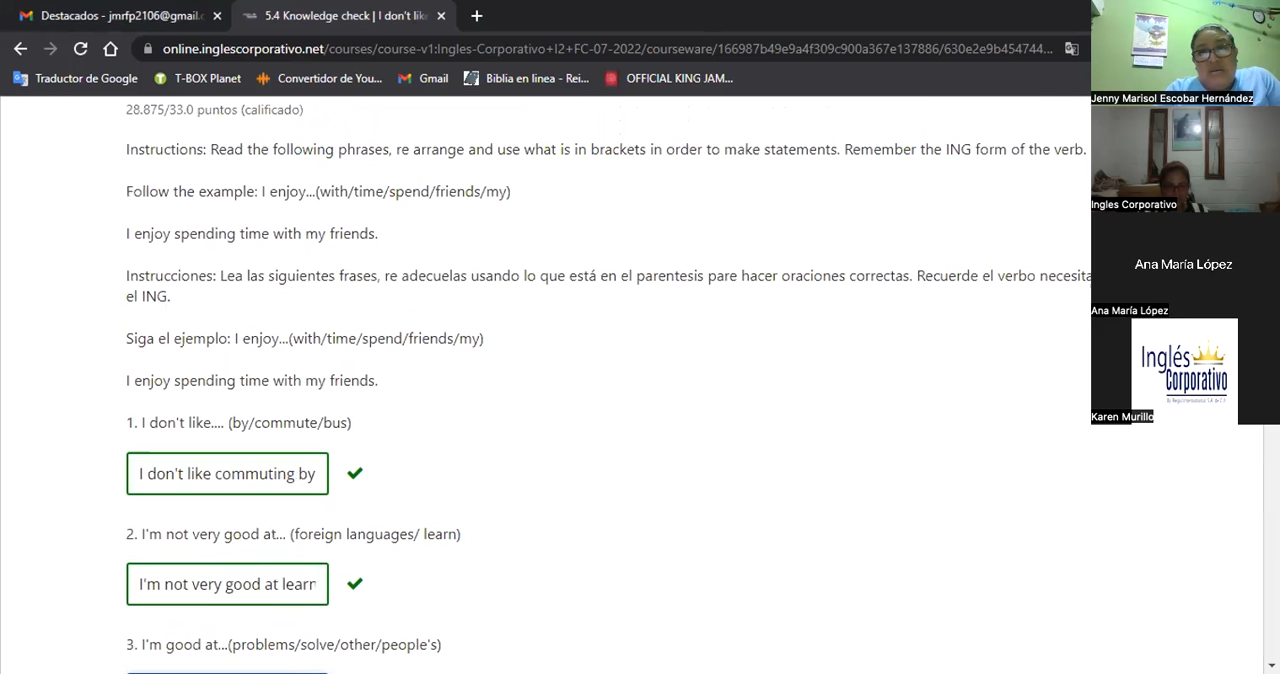 Destacados - jmrfp2106@gmail.c
5.4 Knowledge check | I don't lik
online.inglescorporativo.net/courses/course-v1:Ingles-Corporativo+I2+FC-07-2022/courseware/166987b49e9a4f309c900a367e137886/630e2e9b454744...
Traductor de Google
T-BOX Planet
Convertidor de You...
Gmail
Biblia en linea - Rei...
OFFICIAL KING JAM...
28.875/33.0 puntos (calificado)
Instructions: Read the following phrases, re arrange and use what is in brackets in order to make statements. Remember the ING form of the verb.
Follow the example: I enjoy...(with/time/spend/friends/my)
I enjoy spending time with my friends.
Instrucciones: Lea las siguientes frases, re adecuelas usando lo que está en el parentesis pare hacer oraciones correctas. Recuerde el verbo necesita
el ING.
Siga el ejemplo: I enjoy...(with/time/spend/friends/my)
I enjoy spending time with my friends.
1. I don't like.... (by/commute/bus)
I don't like commuting by
2. I'm not very good at... (foreign languages/ learn)
I'm not very good at learn
3. I'm good at...(problems/solve/other/people's)
Jenny Marisol Escobar Hernández
Ingles Corporativo
Ana María López
Ana María López
Inglés
Corporativo
Karen Murillo